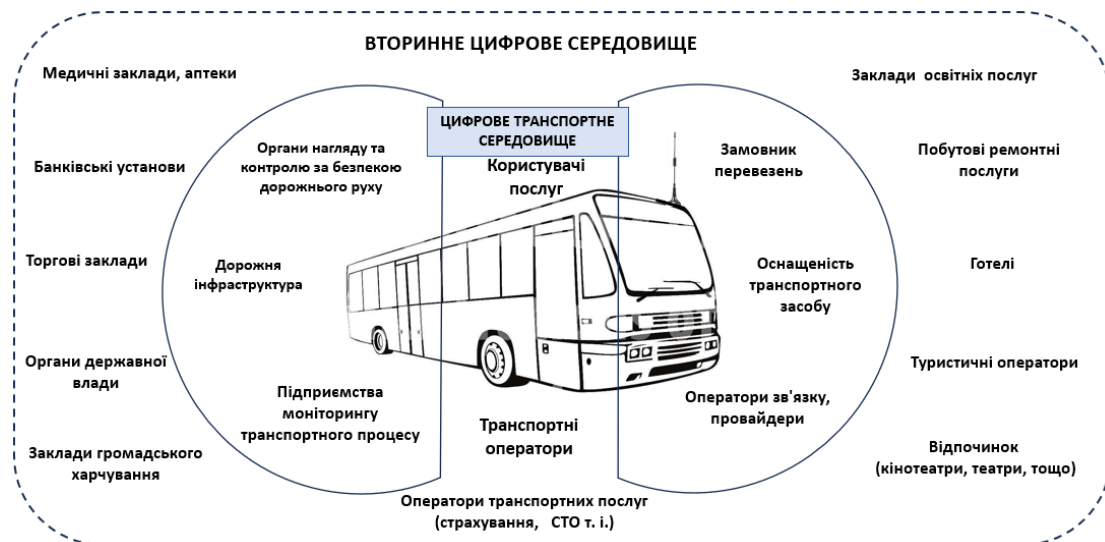 ВТОРИННЕ ЦИФРОВЕ СЕРЕДОВИЩЕ
Медичні заклади, аптеки
Заклади освітніх послуг
ЦИФРОВЕ ТРАНСПОРТНЕ
СЕРЕДОВИЩЕ
Банківські установи
Органи нагляду та
контролю за безпекою
дорожнього руху
Користувачі
послуг
Замовник
перевезень
Побутові ремонтні
послуги
Торгові заклади
Дорожня
інфраструктура
Оснащеність
транспортного
засобу
Готелі
Органи державної
влади
Підприємства
моніторингу
транспортного процесу
Транспортні
оператори
Оператори зв'язку,
провайдери
Туристичні оператори
Заклади громадського
харчування
Відпочинок
(кінотеатри, театри, тощо)
Оператори транспортних послуг
(страхування, СТО т. і.)